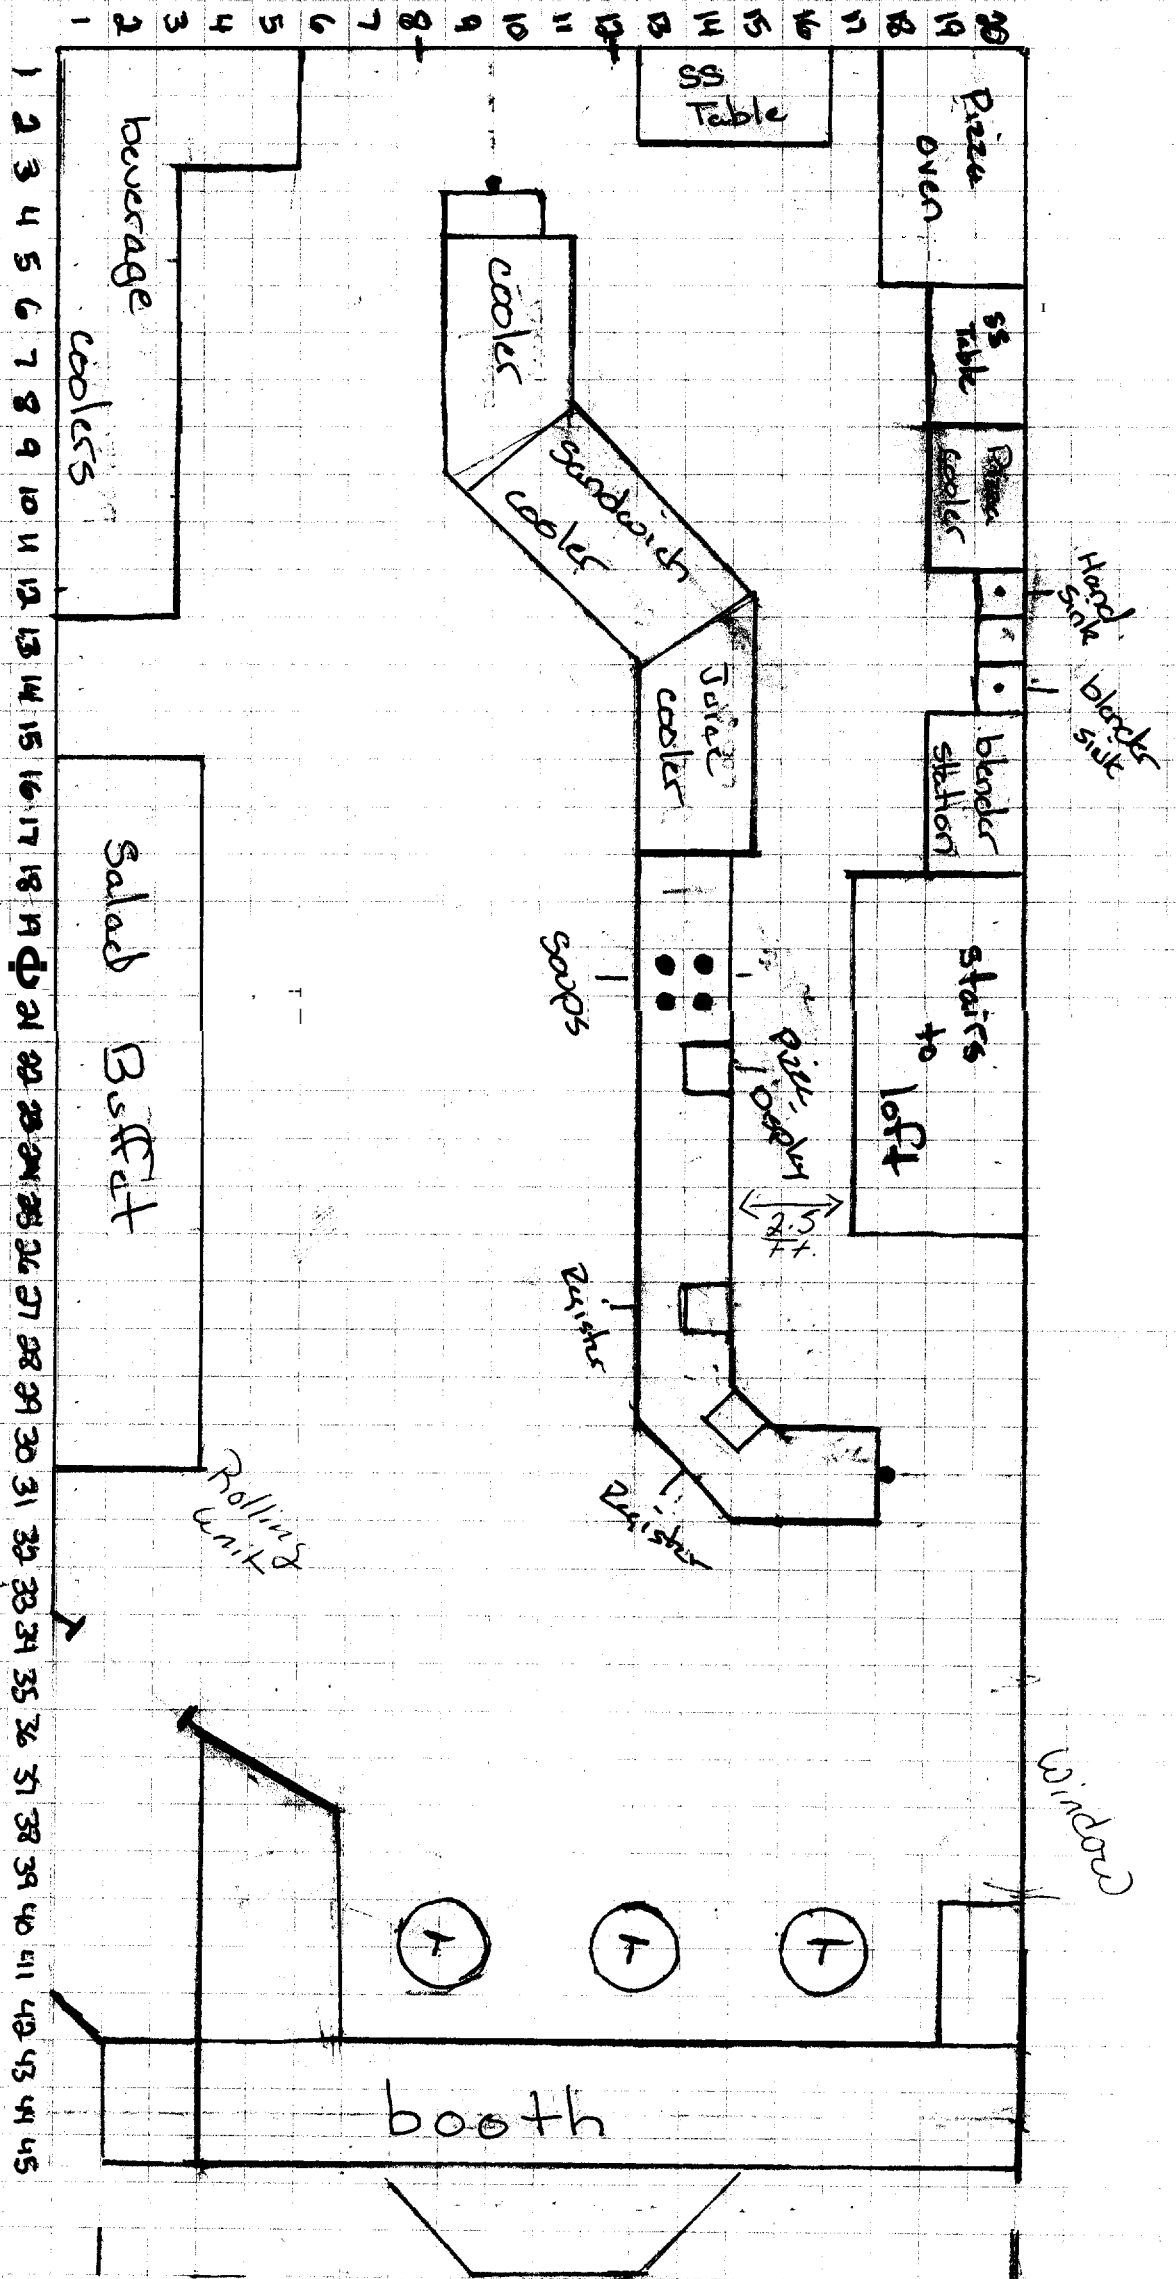 1 2 3 4 5 6 7 8 9 10 11 12 13 14 15 16 17 18 19 20
1 2 3 4 5 6 7 8 9 10 11 12 13 14 15 16 17 18 19 20 21 22 23 24 25 26 27 28 29 30 31 32 33 34 35 36 37 38 39 40 41 42 43 44 45
Pizza
oven
SS
Table
SS
Table
cooler
Hand
sink
blender
sink
blender
station
stairs
to
loft
cooler
sandwich
cooler
Juice
cooler
Soups
Pizza
Display
2.5
ft.
Register
Register
beverage
coolers
Salad Buffet
Rolling
unit
Window
T
T
T
booth